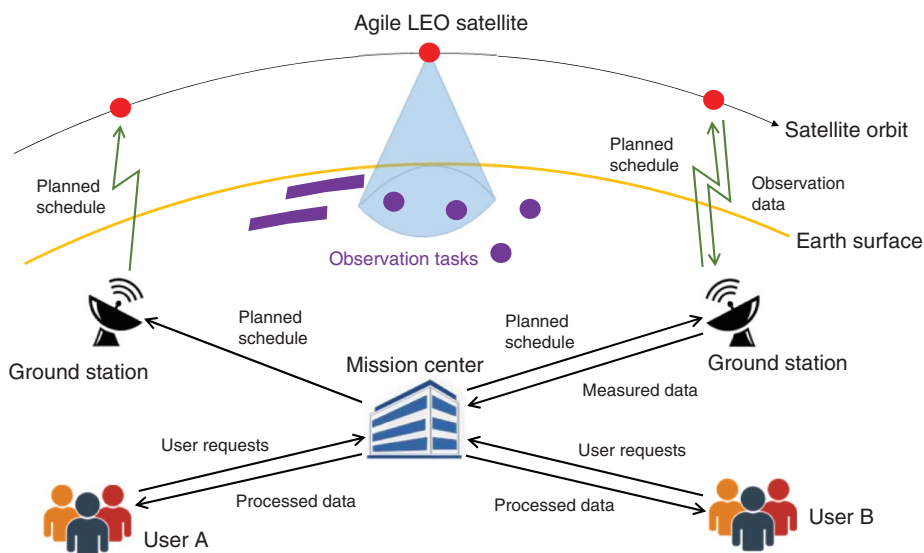 Agile LEO satellite
Satellite orbit
Planned
schedule
Planned
schedule
Observation
data
Earth surface
Observation tasks
Planned
schedule
Planned
schedule
Ground station
Mission center
Ground station
Measured data
User requests
User requests
Processed data
Processed data
User A
User B